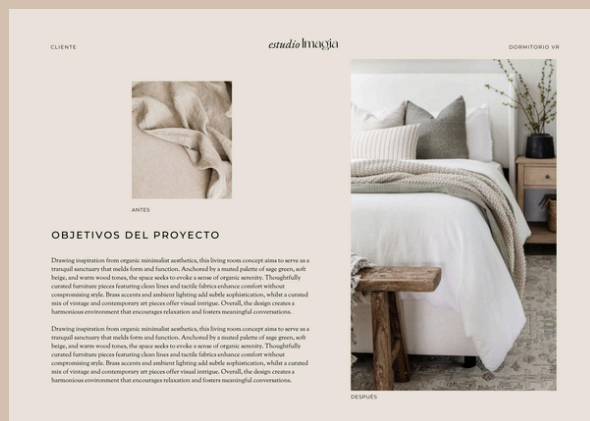 CLIENTE
estudio Imagia
DORMITORIO VR
ANTES
OBJETIVOS DEL PROYECTO
Drawing inspiration from organic minimalist aesthetics, this living room concept aims to serve as a
tranquil sanctuary that melds form and function. Anchored by a muted palette of sage green, soft
beige, and warm wood tones, the space seeks to evoke a sense of organic serenity. Thoughtfully
curated furniture pieces featuring clean lines and tactile fabrics enhance comfort without
compromising style. Brass accents and ambient lighting add subtle sophistication, whilst a curated
mix of vintage and contemporary art pieces offer visual intrigue. Overall, the design creates a
harmonious environment that encourages relaxation and fosters meaningful conversations.
Drawing inspiration from organic minimalist aesthetics, this living room concept aims to serve as a
tranquil sanctuary that melds form and function. Anchored by a muted palette of sage green, soft
beige, and warm wood tones, the space seeks to evoke a sense of organic serenity. Thoughtfully
curated furniture pieces featuring clean lines and tactile fabrics enhance comfort without
compromising style. Brass accents and ambient lighting add subtle sophistication, whilst a curated
mix of vintage and contemporary art pieces offer visual intrigue. Overall, the design creates a
harmonious environment that encourages relaxation and fosters meaningful conversations.
DESPUÉS